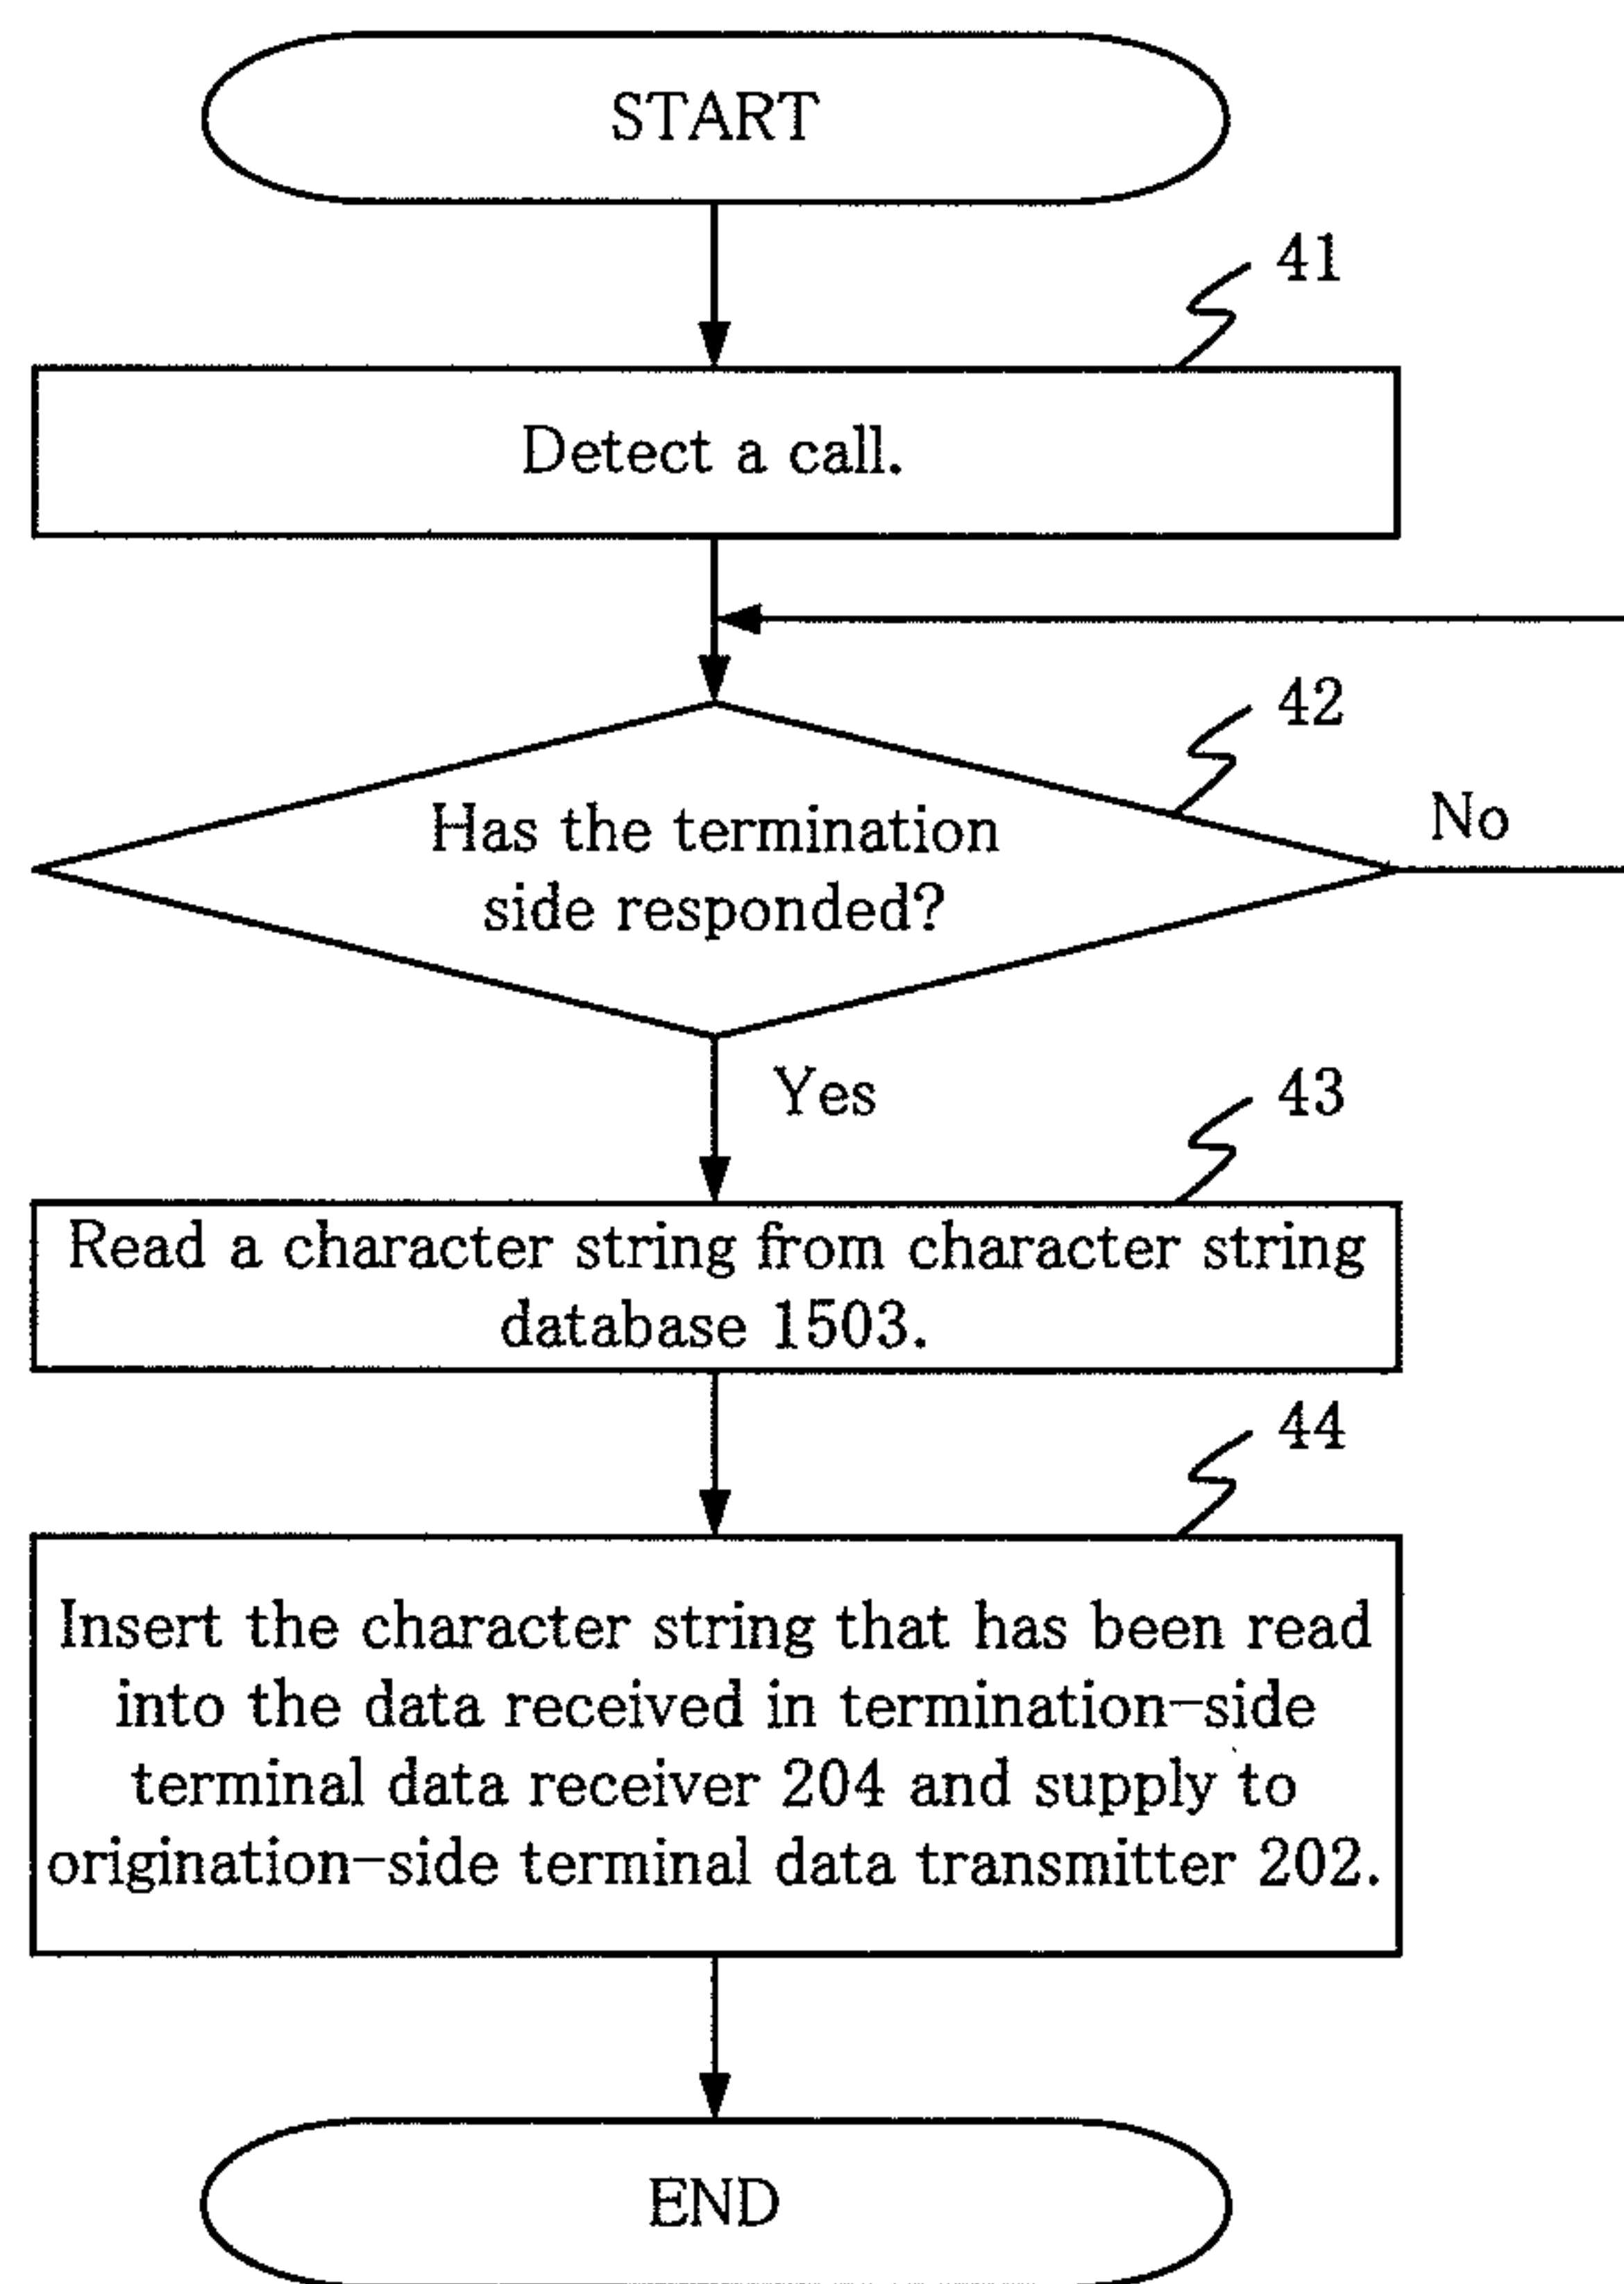 START
41
Detect a call.
42
Has the termination
side responded?
No
Yes
43
Read a character string from character string
database 1503.
44
Insert the character string that has been read
into the data received in termination-side
terminal data receiver 204 and supply to
origination-side terminal data transmitter 202.
END